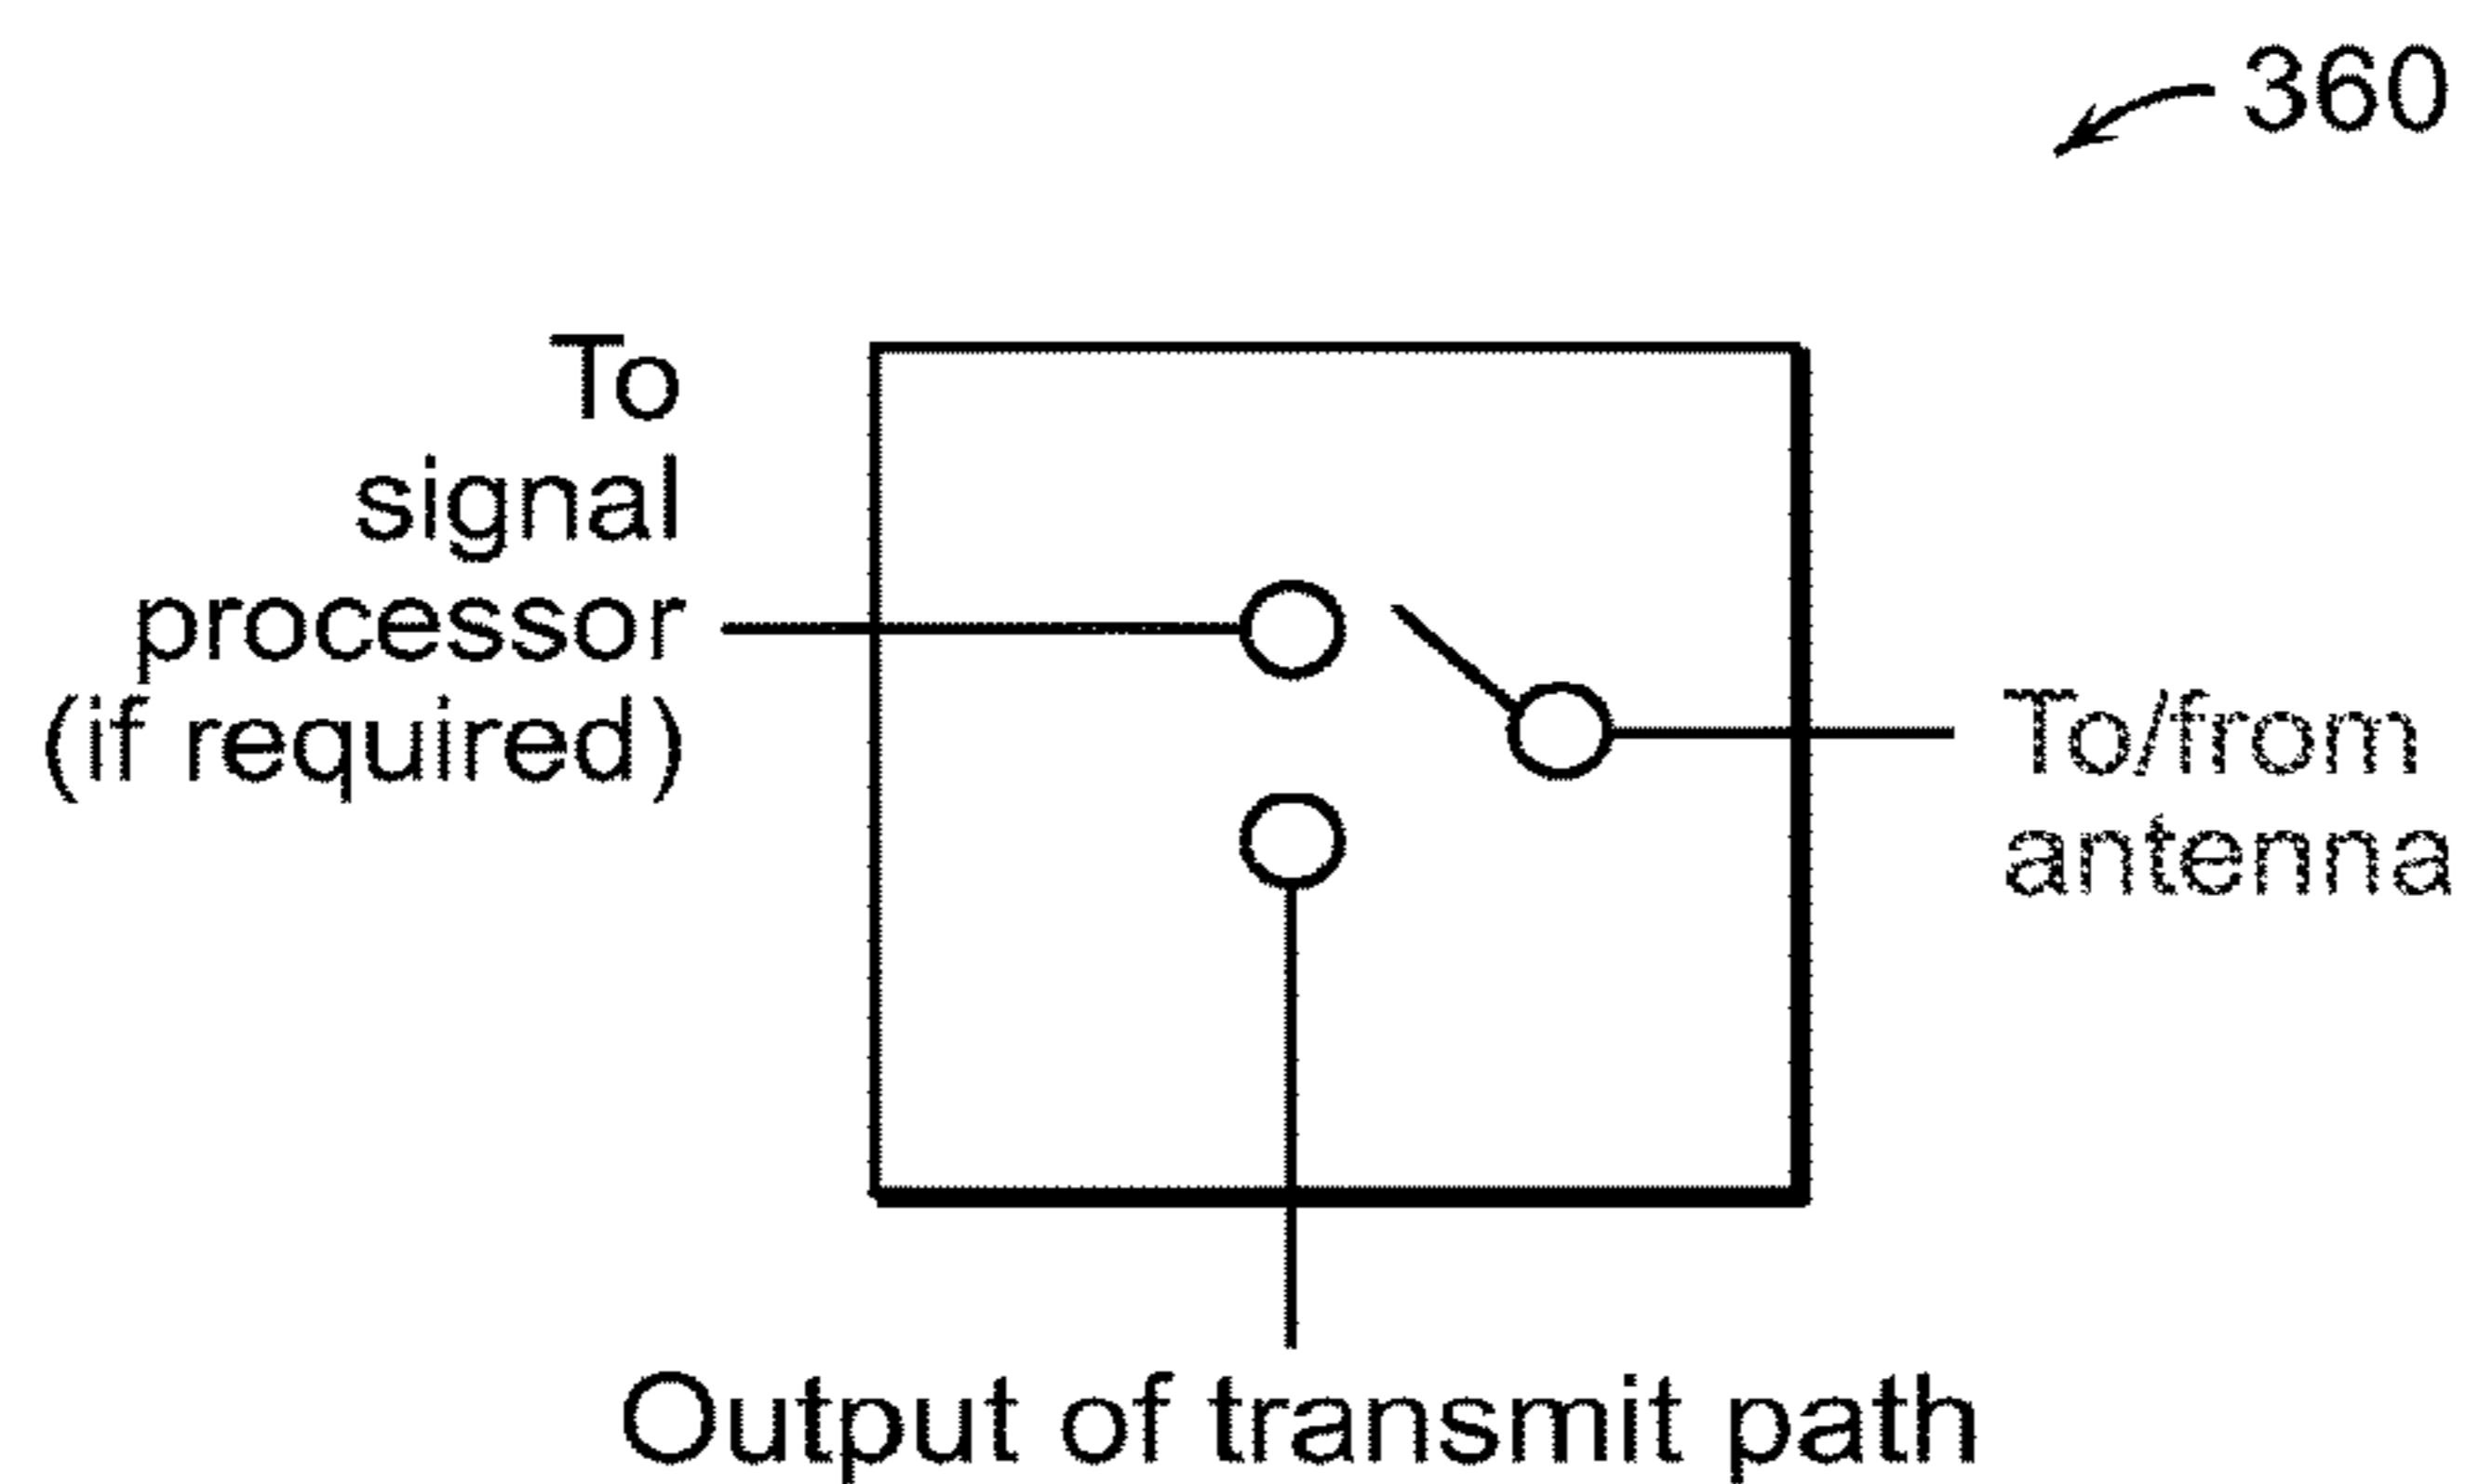 360
To
signal
processor
(if required)
To/from
antenna
Output of transmit path